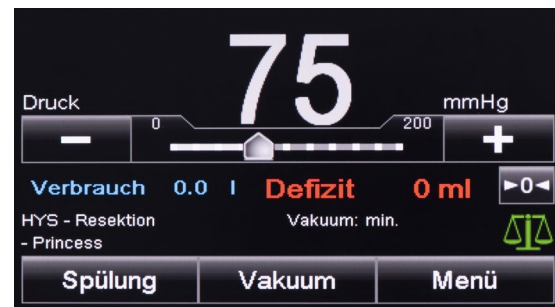 75
Druck
mmHg
0
200
− +
Verbrauch 0.0 l Defizit 0 ml ►0◄
HYS - Resektion
- Princess
Vakuum: min.
Spülung Vakuum Menü